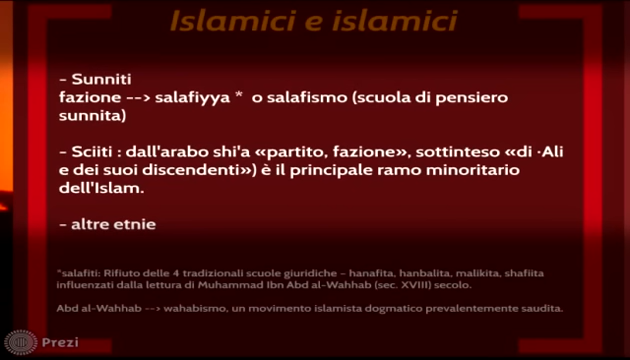 Islamici e islamici
- Sunniti
fazione --> salafiyya * o salafismo (scuola di pensiero
sunnita)
- Sciiti : dall'arabo shi'a «partito, fazione», sottinteso «di ·Ali
e dei suoi discendenti») è il principale ramo minoritario
dell'Islam.
- altre etnie
*salafiti: Rifiuto delle 4 tradizionali scuole giuridiche – hanafita, hanbalita, malikita, shafiita
influenzati dalla lettura di Muhammad Ibn Abd al-Wahhab (sec. XVIII) secolo.
Abd al-Wahhab --> wahabismo, un movimento islamista dogmatico prevalentemente saudita.
Prezi